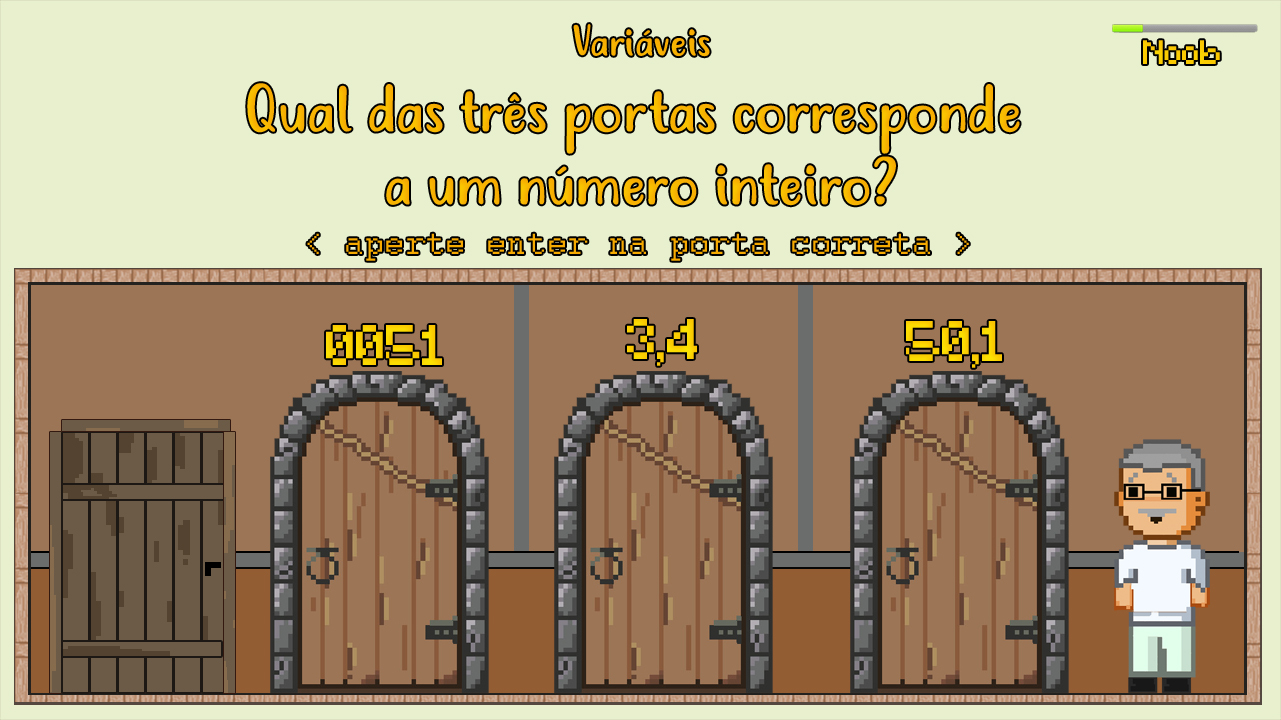 Variáveis
Noob
Qual das três portas corresponde
a um número inteiro?
< aperte enter na porta correta >
0051
3,4
50,1